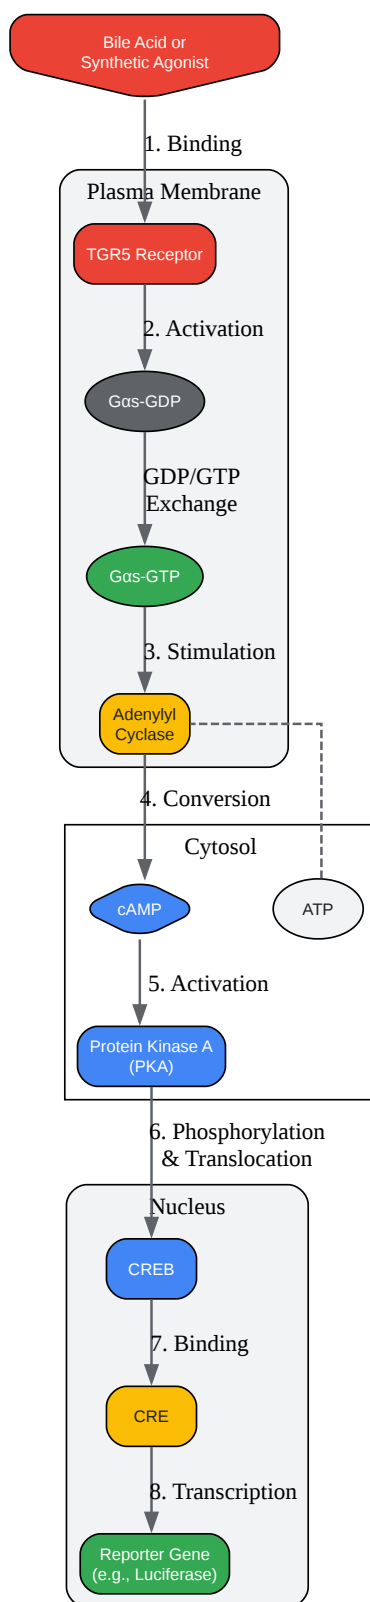 Bile Acid or
Synthetic Agonist
1. Binding
Plasma Membrane
TGR5 Receptor
2. Activation
Gαs-GDP
GDP/GTP
Exchange
Gαs-GTP
3. Stimulation
Adenylyl
Cyclase
4. Conversion
Cytosol
cAMP
ATP
5. Activation
Protein Kinase A
(PKA)
6. Phosphorylation
& Translocation
Nucleus
CREB
7. Binding
CRE
8. Transcription
Reporter Gene
(e.g., Luciferase)